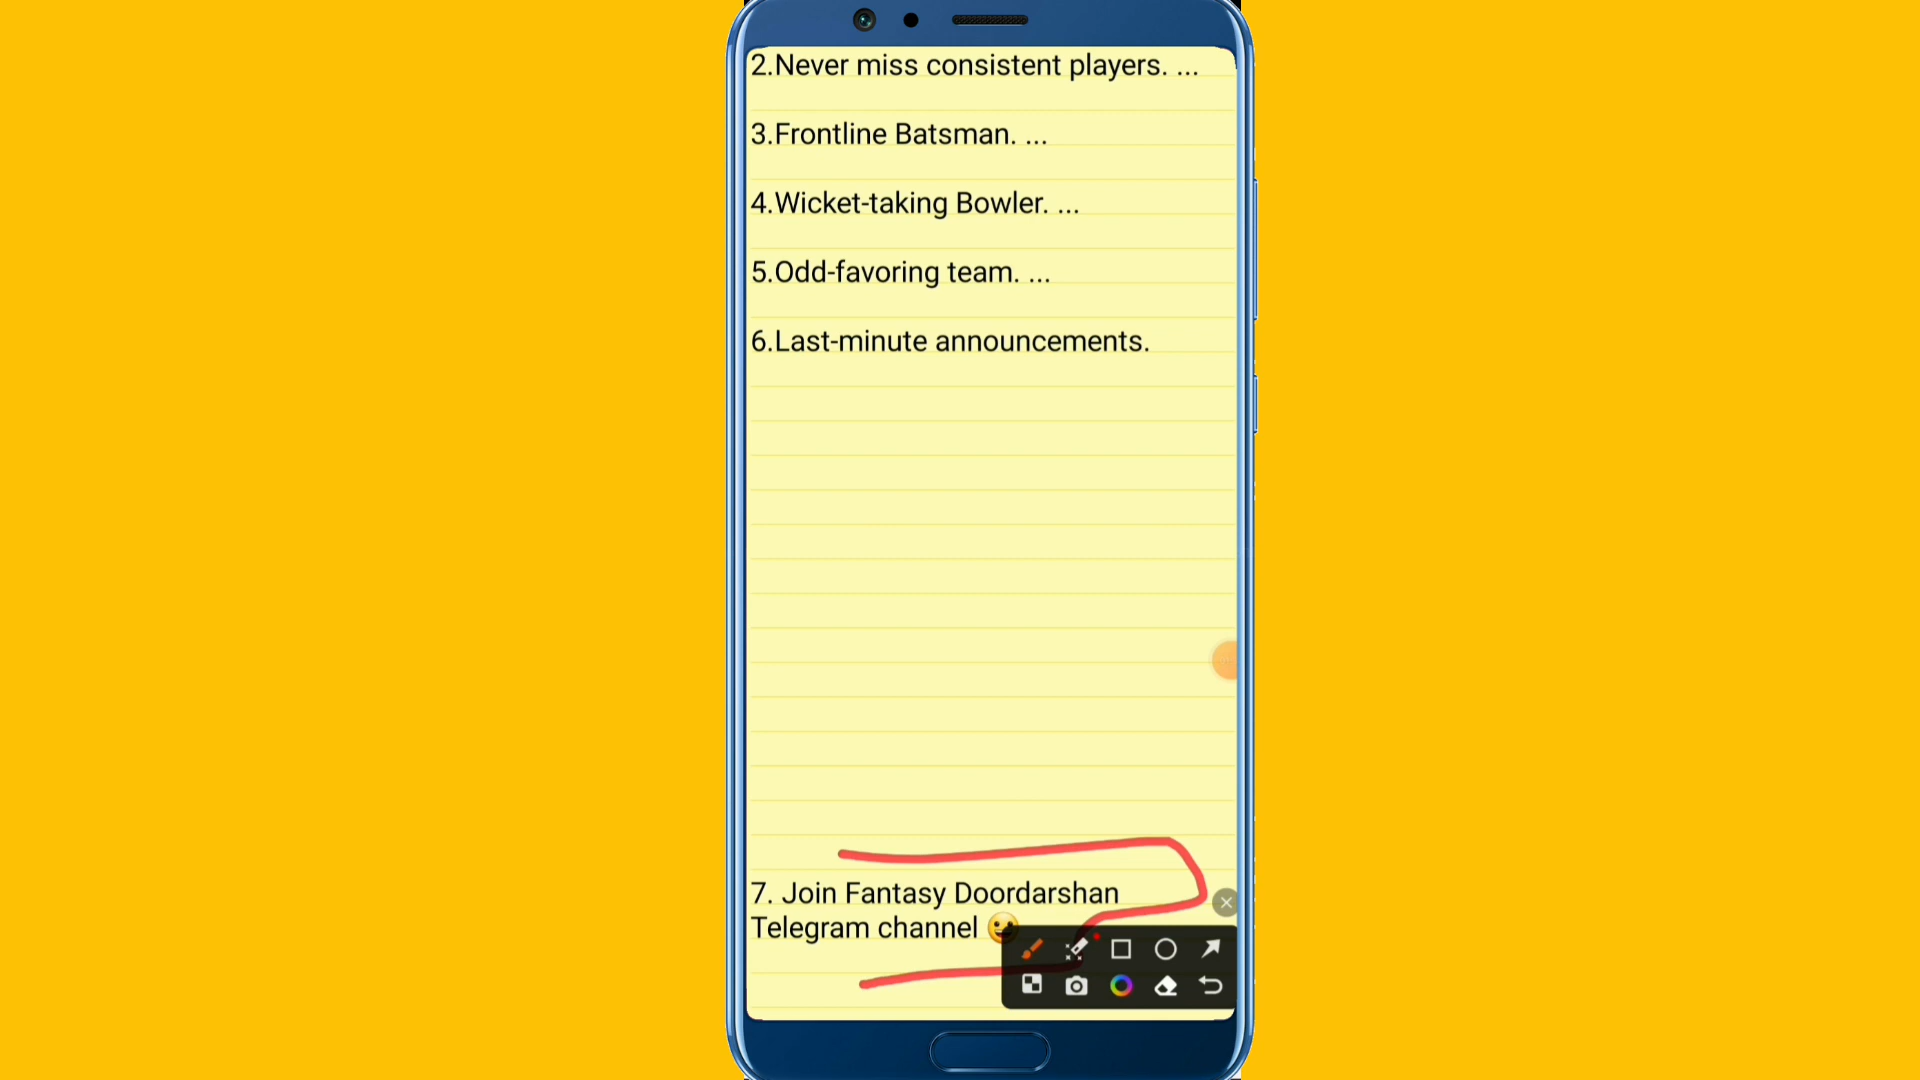 2.Never miss consistent players. ...
3.Frontline Batsman. ...
4.Wicket-taking Bowler. ...
5.Odd-favoring team. ...
6.Last-minute announcements.
7. Join Fantasy Doordarshan
Telegram channel 😃